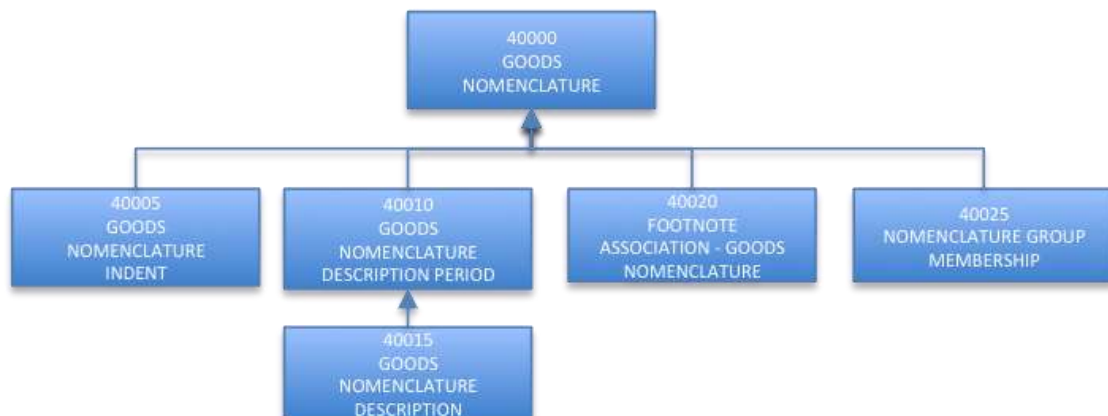 40000
GOODS
NOMENCLATURE
40005
GOODS
NOMENCLATURE
INDENT
40010
GOODS
NOMENCLATURE
DESCRIPTION PERIOD
40020
FOOTNOTE
ASSOCIATION - GOODS
NOMENCLATURE
40025
NOMENCLATURE GROUP
MEMBERSHIP
40015
GOODS
NOMENCLATURE
DESCRIPTION